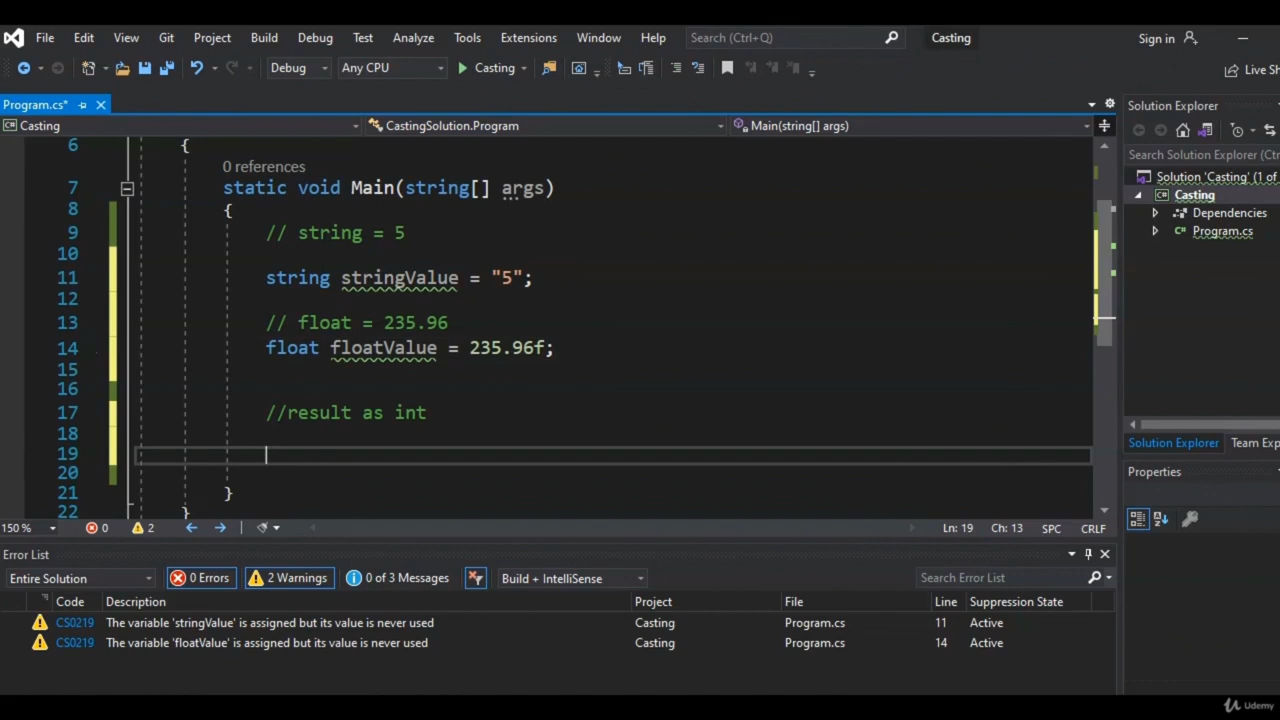 File Edit View Git Project Build Debug Test Analyze Tools Extensions Window Help Search (Ctrl+Q) Casting Sign in
Debug Any CPU Casting Live Sh
Program.cs*
Casting CastingSolution.Program Main(string[] args)
6 {
0 references
7 static void Main(string[] args)
8 {
9 // string = 5
10
11 string stringValue = "5";
12
13 // float = 235.96
14 float floatValue = 235.96f;
15
16
17 //result as int
18
19
20
21 }
22 }
150 % 0 2 Ln: 19 Ch: 13 SPC CRLF
Solution Explorer
Search Solution Explorer (Ctrl
Solution 'Casting' (1 of
C# Casting
Dependencies
C# Program.cs
Solution Explorer Team Exp
Properties
Error List
Entire Solution 0 Errors 2 Warnings 0 of 3 Messages Build + IntelliSense Search Error List
Code Description Project File Line Suppression State
CS0219 The variable 'stringValue' is assigned but its value is never used Casting Program.cs 11 Active
CS0219 The variable 'floatValue' is assigned but its value is never used Casting Program.cs 14 Active
Udemy